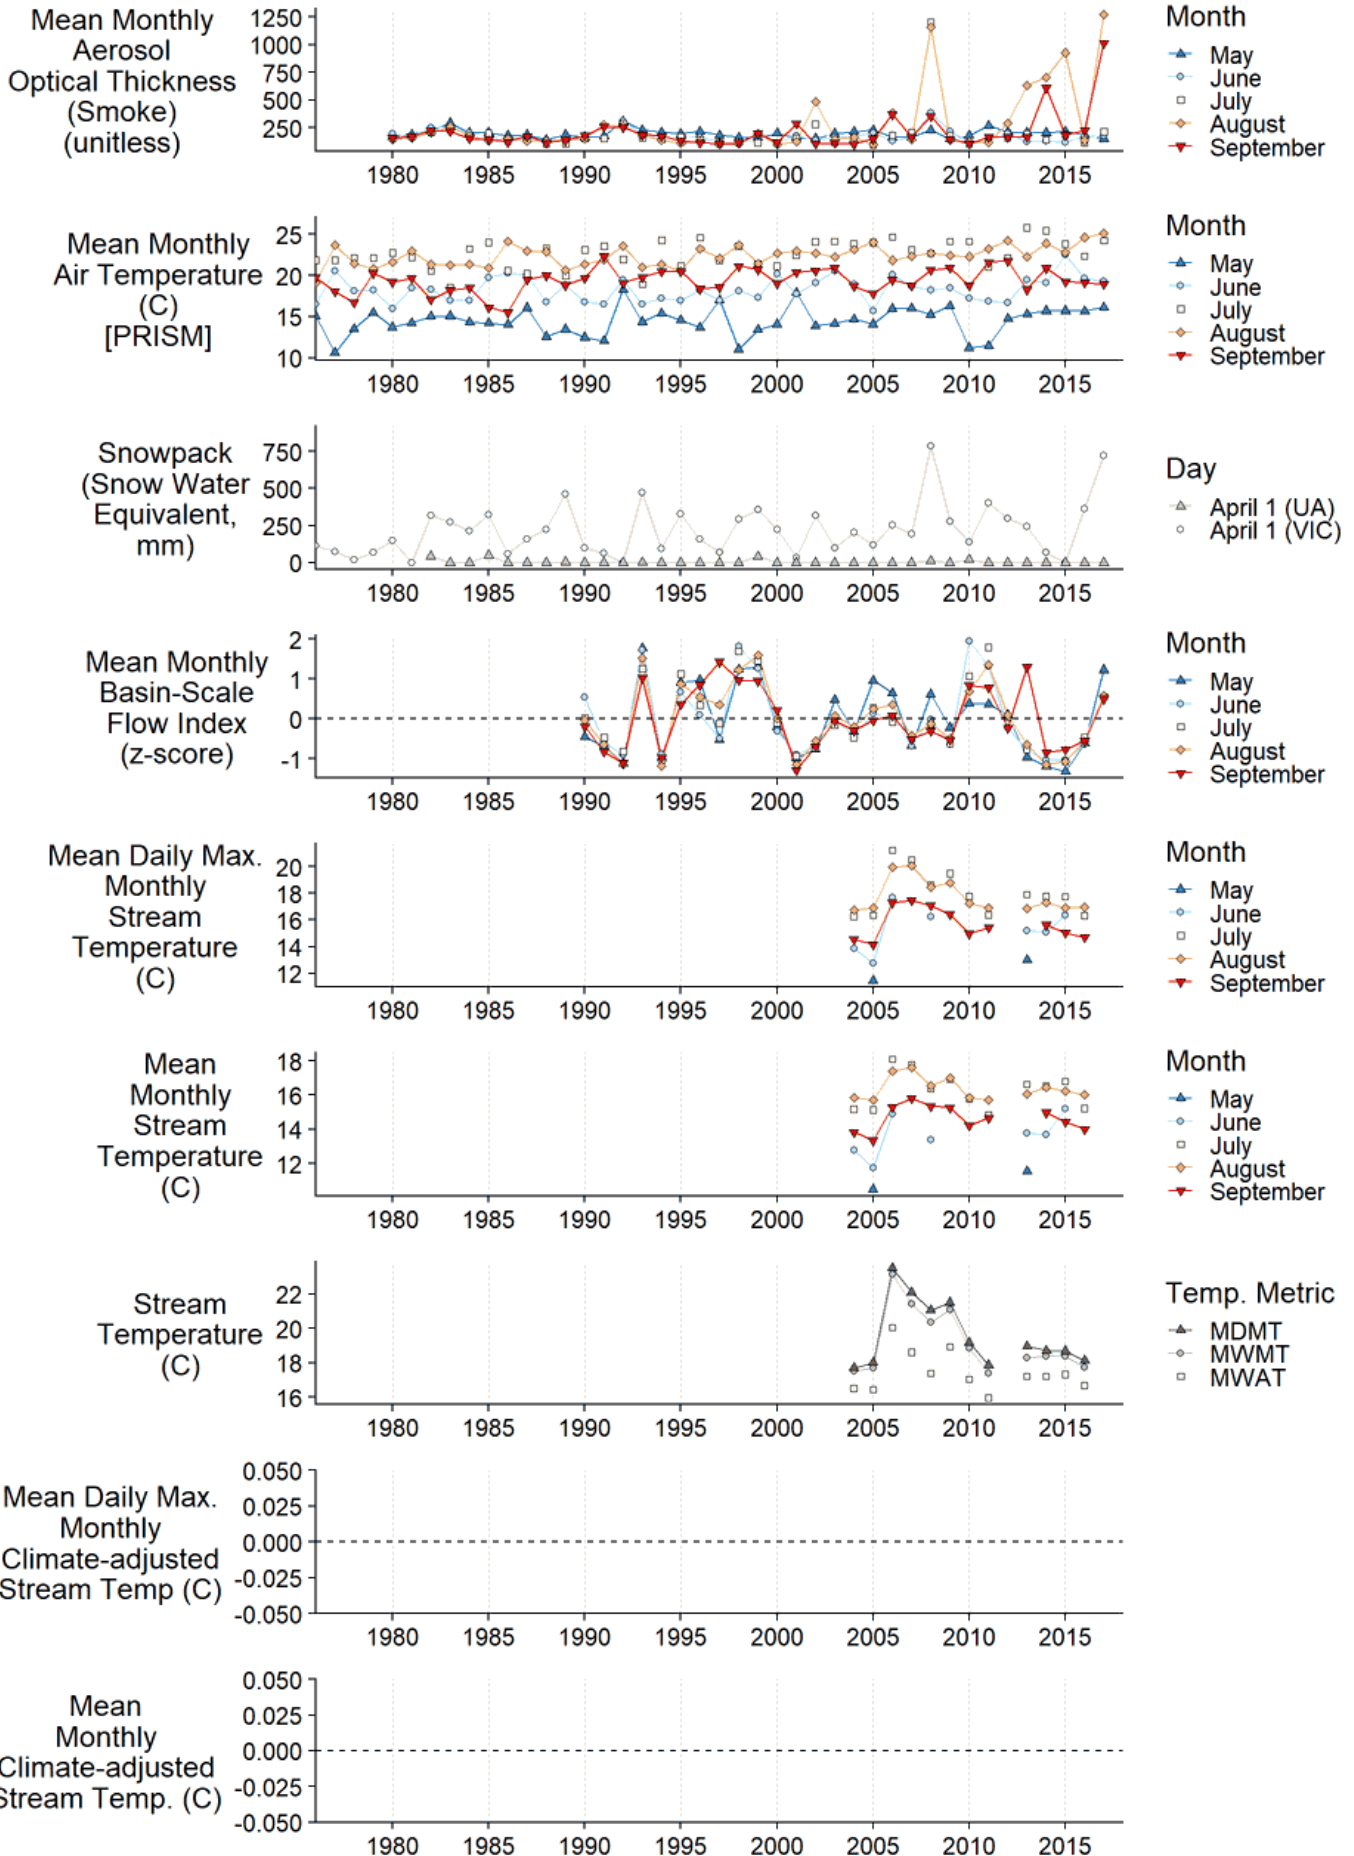 Mean Monthly
Aerosol
Optical Thickness
(Smoke)
(unitless)
1250
1000
750
500
250
1980 1985 1990 1995 2000 2005 2010 2015
Month
May
June
July
August
September
Mean Monthly
Air Temperature
(C)
[PRISM]
25
20
15
10
1980 1985 1990 1995 2000 2005 2010 2015
Month
May
June
July
August
September
Snowpack
(Snow Water
Equivalent,
mm)
750
500
250
0
1980 1985 1990 1995 2000 2005 2010 2015
Day
April 1 (UA)
April 1 (VIC)
Mean Monthly
Basin-Scale
Flow Index
(z-score)
2
1
0
-1
1980 1985 1990 1995 2000 2005 2010 2015
Month
May
June
July
August
September
Mean Daily Max.
Monthly
Stream
Temperature
(C)
20
18
16
14
12
1980 1985 1990 1995 2000 2005 2010 2015
Month
May
June
July
August
September
Mean
Monthly
Stream
Temperature
(C)
18
16
14
12
1980 1985 1990 1995 2000 2005 2010 2015
Month
May
June
July
August
September
Stream
Temperature
(C)
22
20
18
16
1980 1985 1990 1995 2000 2005 2010 2015
Temp. Metric
MDMT
MWMT
MWAT
Mean Daily Max.
Monthly
Climate-adjusted
Stream Temp (C)
0.050
0.025
0.000
-0.025
-0.050
1980 1985 1990 1995 2000 2005 2010 2015
Mean
Monthly
Climate-adjusted
Stream Temp. (C)
0.050
0.025
0.000
-0.025
-0.050
1980 1985 1990 1995 2000 2005 2010 2015